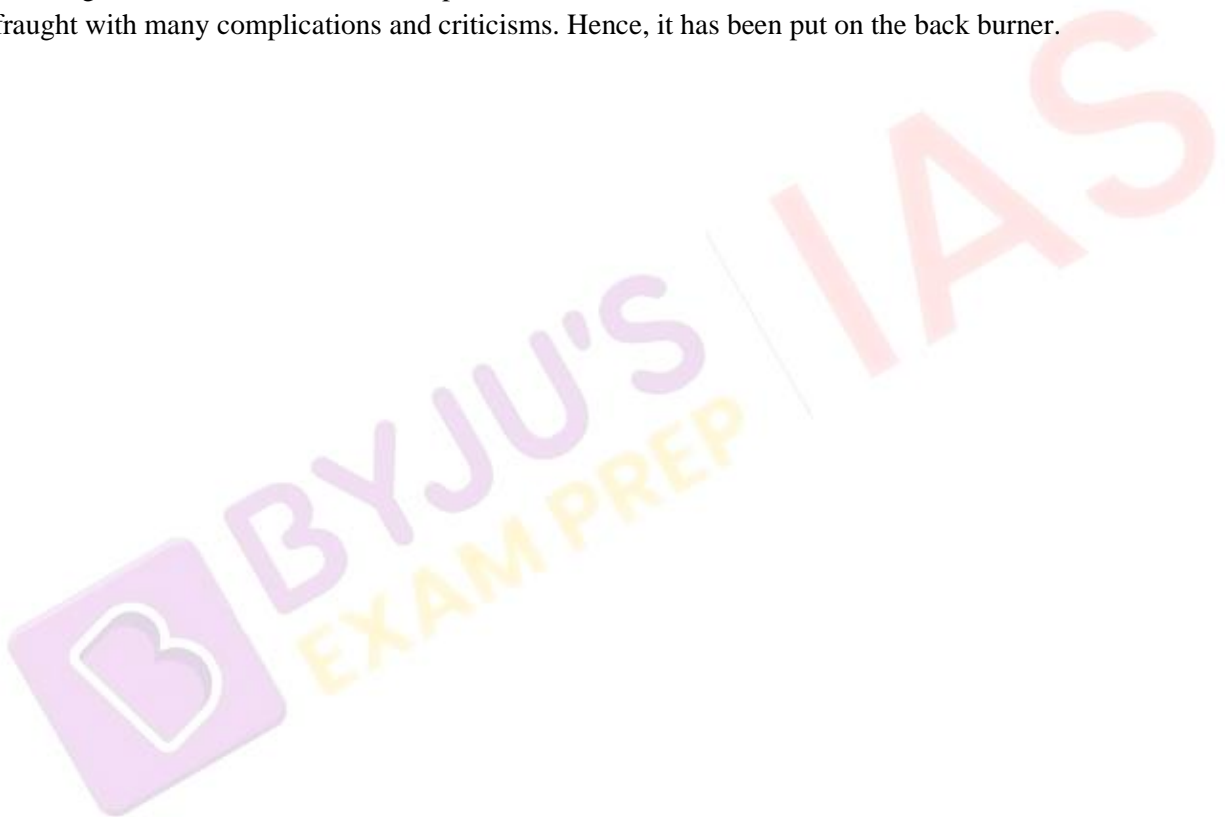 fraught with many complications and criticisms. Hence, it has been put on the back burner.
BYJU'S
EXAM PREP
IAS